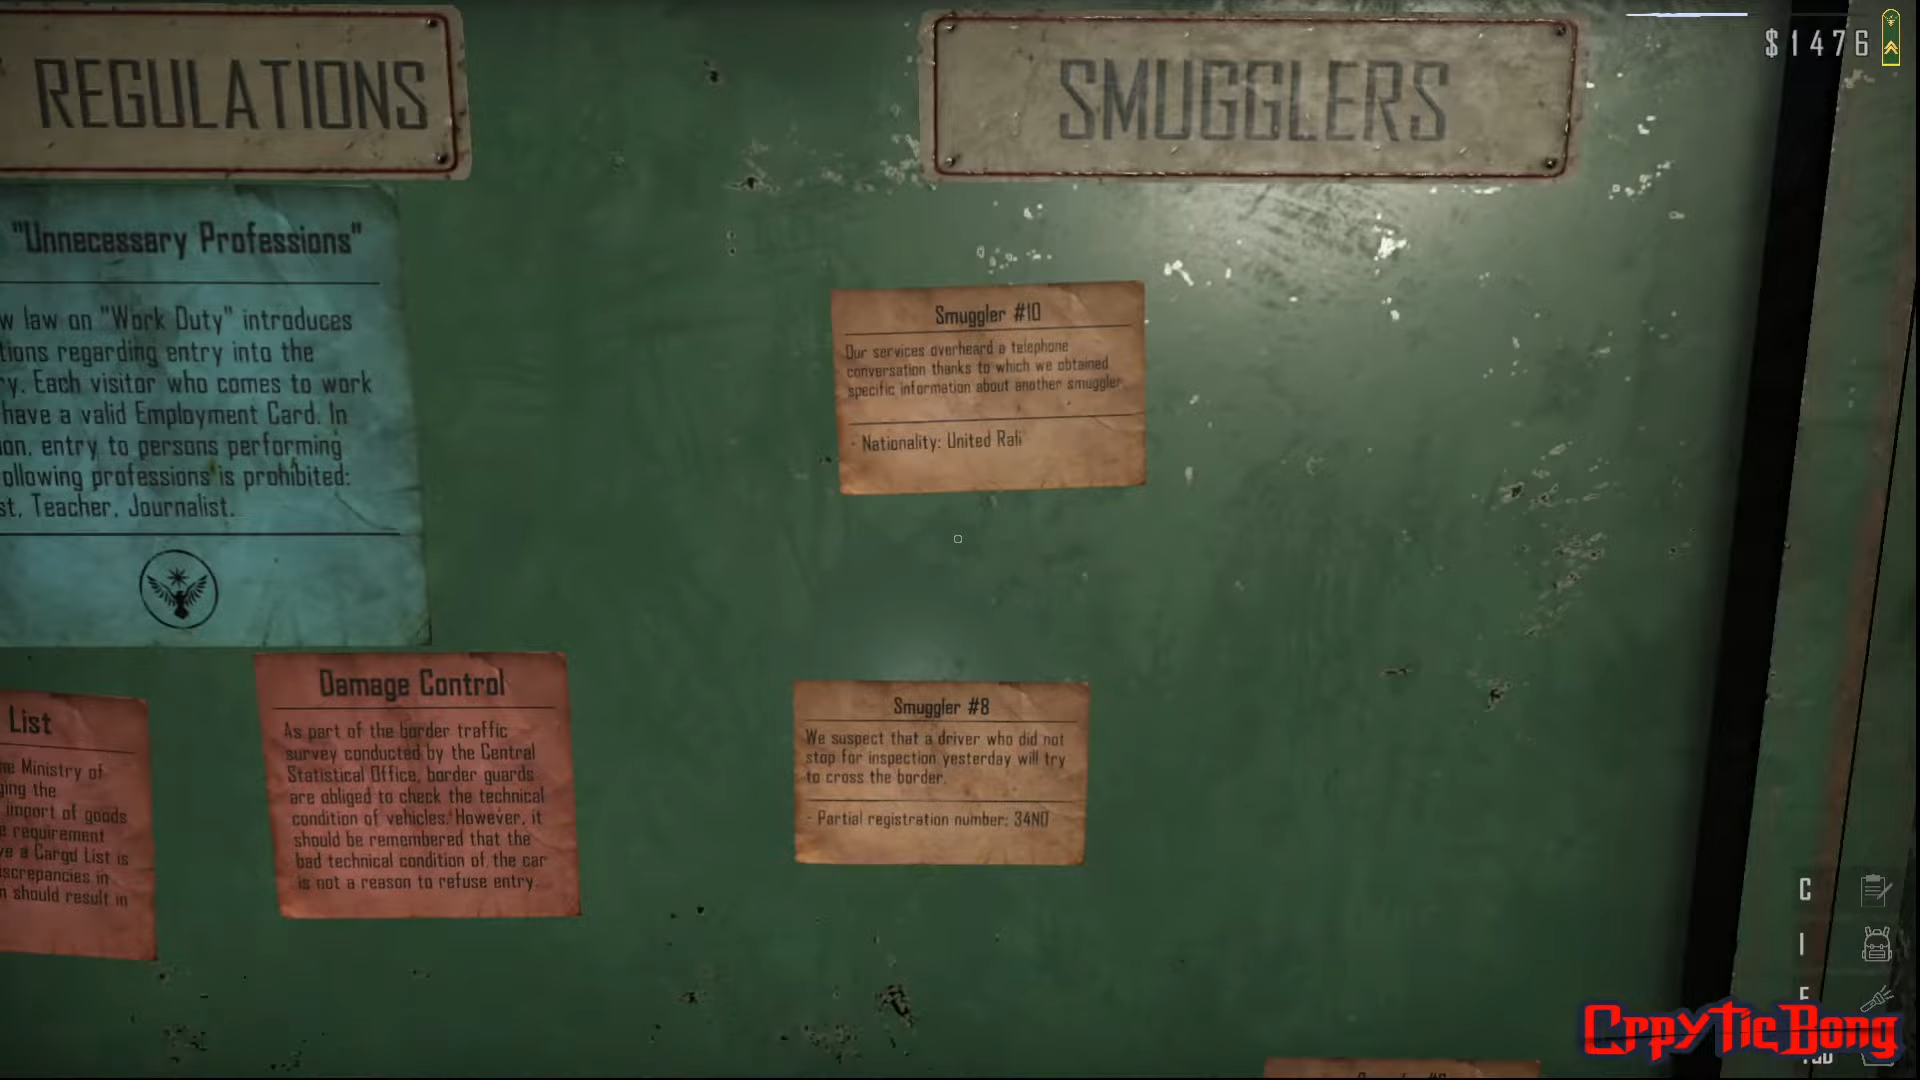 REGULATIONS
SMUGGLERS
$1476
"Unnecessary Professions"
w law on "Work Duty" introduces
tions regarding entry into the
ry. Each visitor who comes to work
have a valid Employment Card. In
on, entry to persons performing
ollowing professions is prohibited:
st, Teacher, Journalist.
Smuggler #10
Our services overheard a telephone
conversation thanks to which we obtained
specific information about another smuggler
- Nationality: United Rali
List
he Ministry of
ging the
import of goods
e requirement
ve a Cargo List is
iscrepancies in
n should result in
Damage Control
As part of the border traffic
survey conducted by the Central
Statistical Office, border guards
are obliged to check the technical
condition of vehicles. However, it
should be remembered that the
bad technical condition of the car
is not a reason to refuse entry.
Smuggler #8
We suspect that a driver who did not
stop for inspection yesterday will try
to cross the border.
- Partial registration number: 34NO
C
I
F
CrpyTicBong